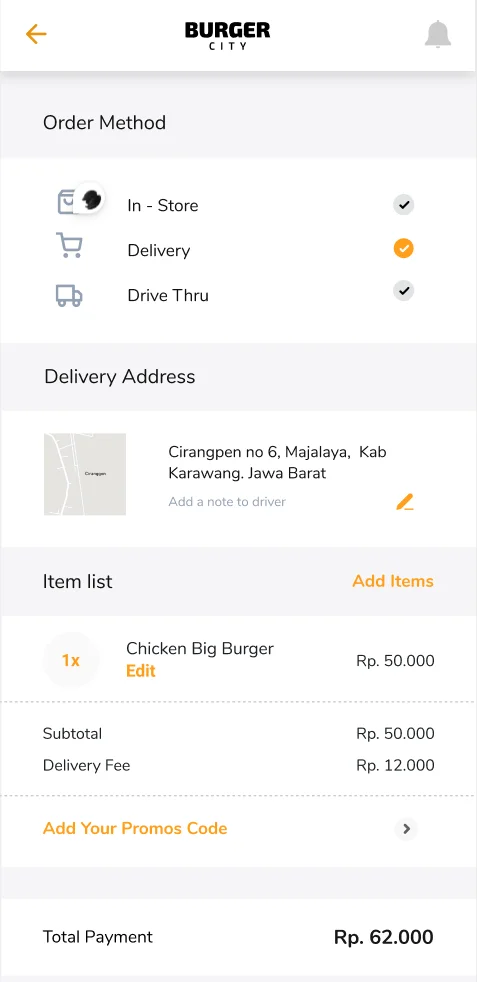 BURGER
CITY
Order Method
In - Store
Delivery
Drive Thru
Delivery Address
Cirangpen
Cirangpen no 6, Majalaya, Kab
Karawang. Jawa Barat
Add a note to driver
Item list
Add Items
1x
Chicken Big Burger
Edit
Rp. 50.000
Subtotal
Rp. 50.000
Delivery Fee
Rp. 12.000
Add Your Promos Code
Total Payment
Rp. 62.000